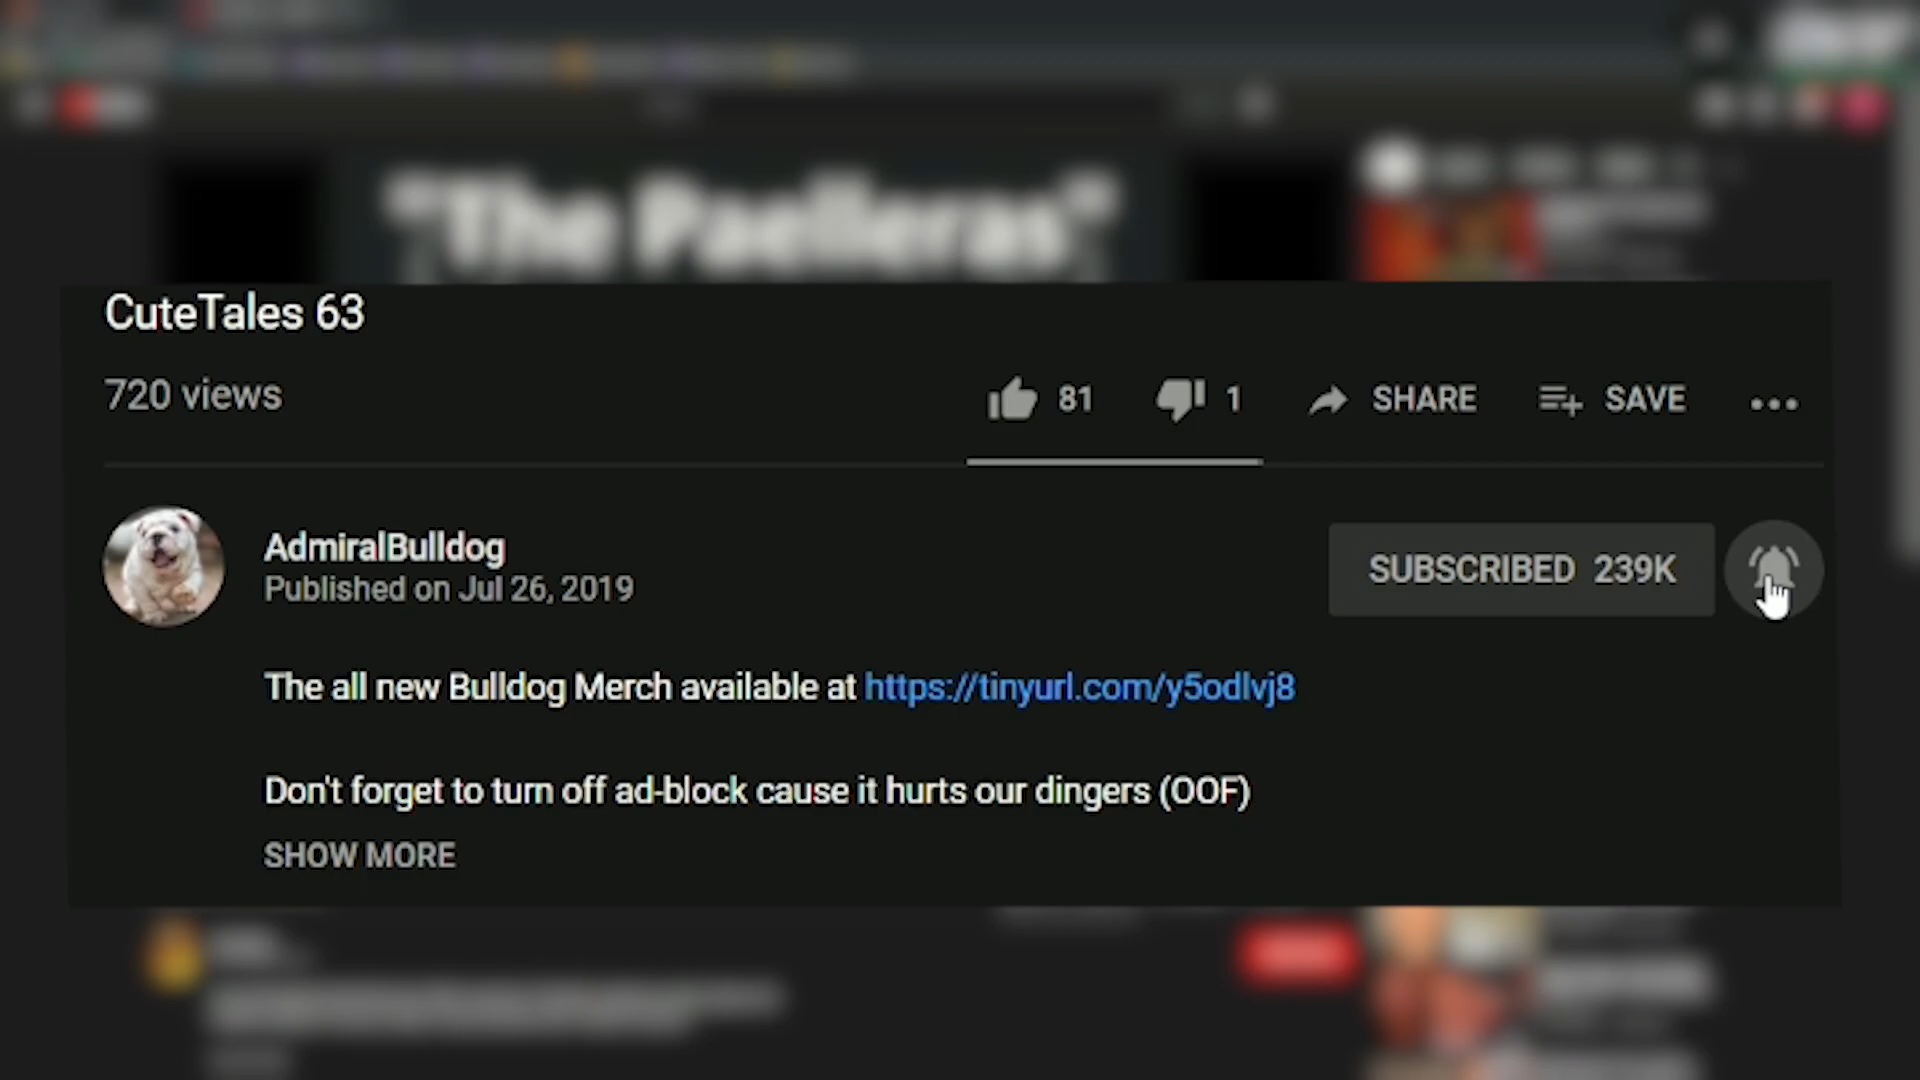 "The Paelleras"
CuteTales 63
720 views
81
1
SHARE
SAVE
AdmiralBulldog
Published on Jul 26, 2019
SUBSCRIBED 239K
The all new Bulldog Merch available at https://tinyurl.com/y5odlvj8
Don't forget to turn off ad-block cause it hurts our dingers (OOF)
SHOW MORE